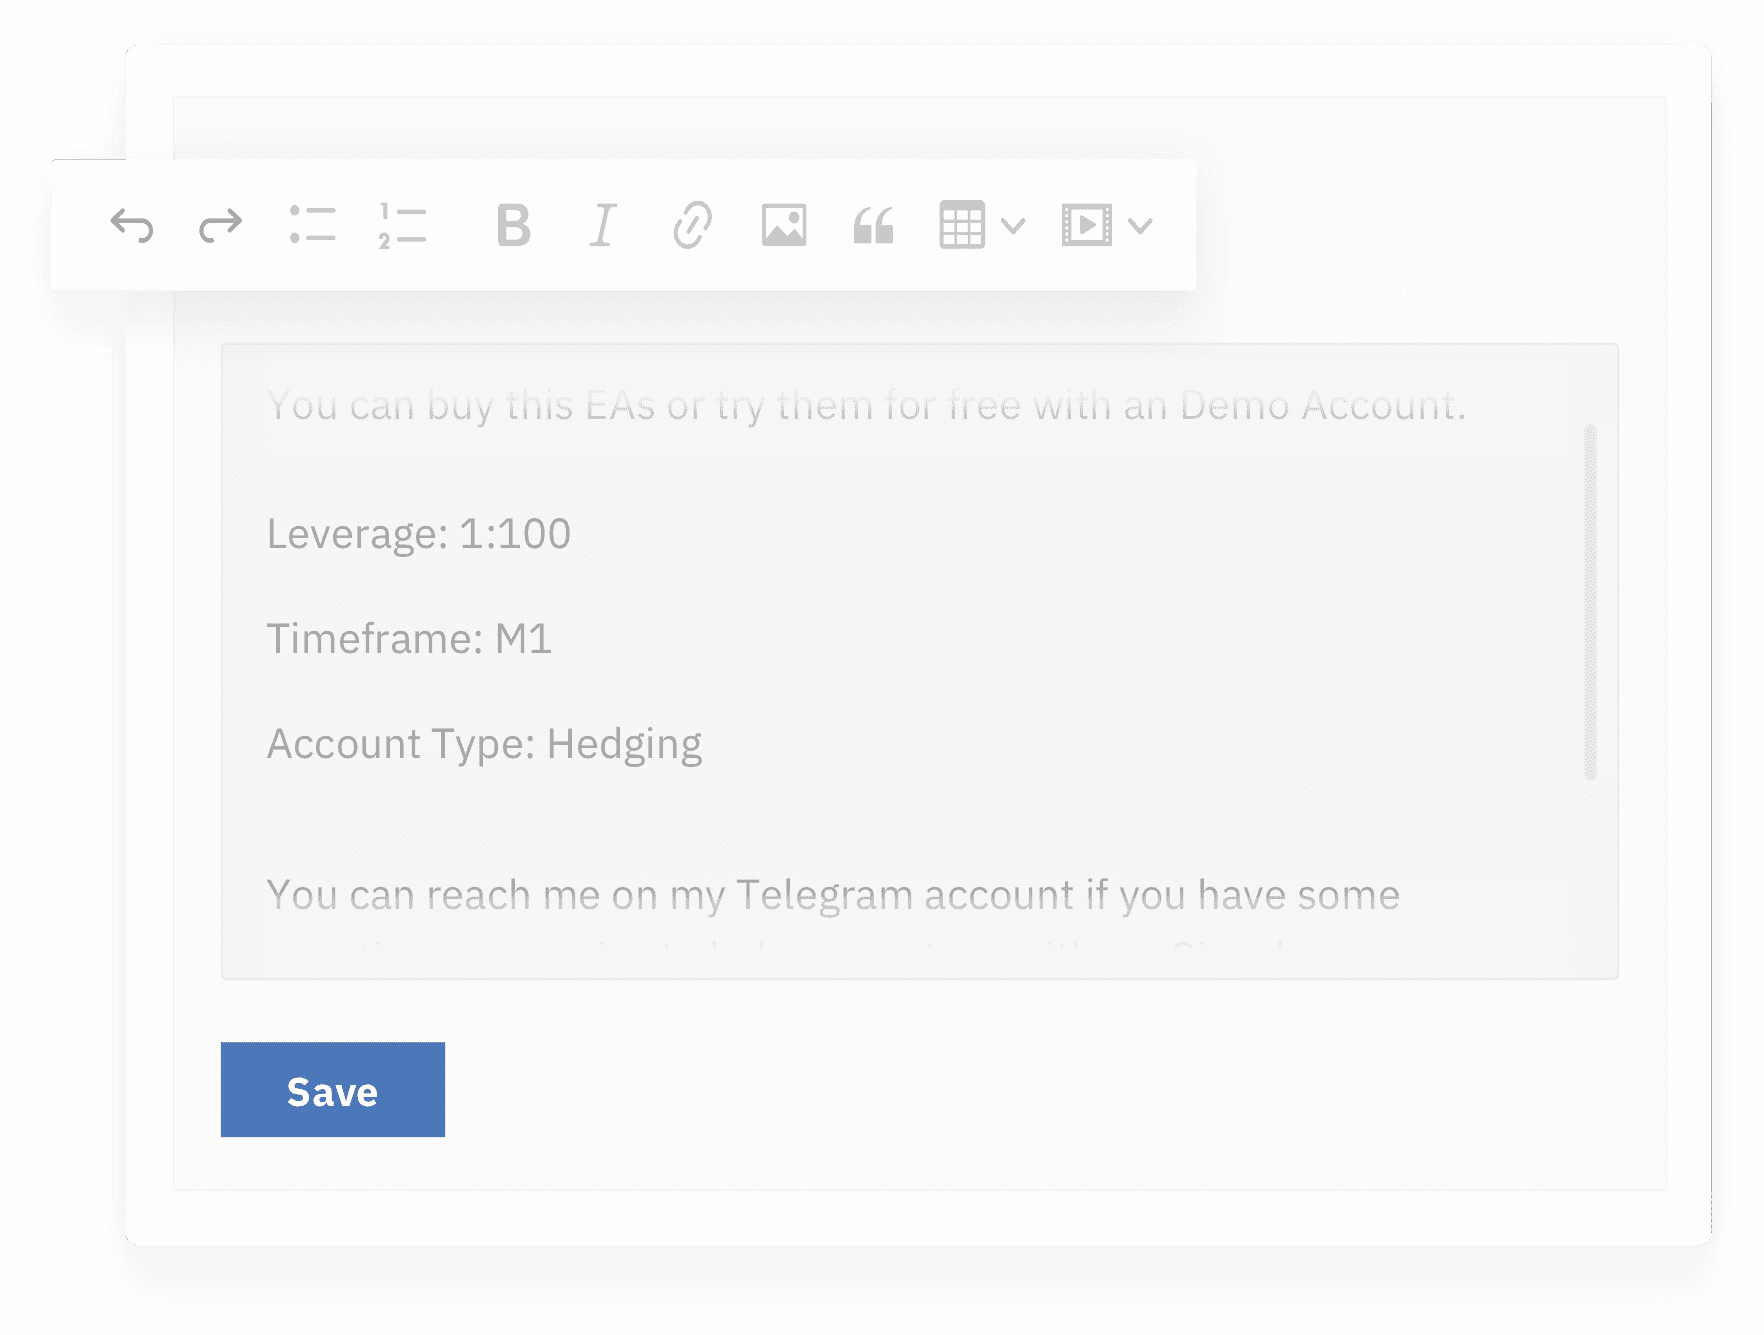 B I
You can buy this EAs or try them for free with an Demo Account.
Leverage: 1:100
Timeframe: M1
Account Type: Hedging
You can reach me on my Telegram account if you have some
Save